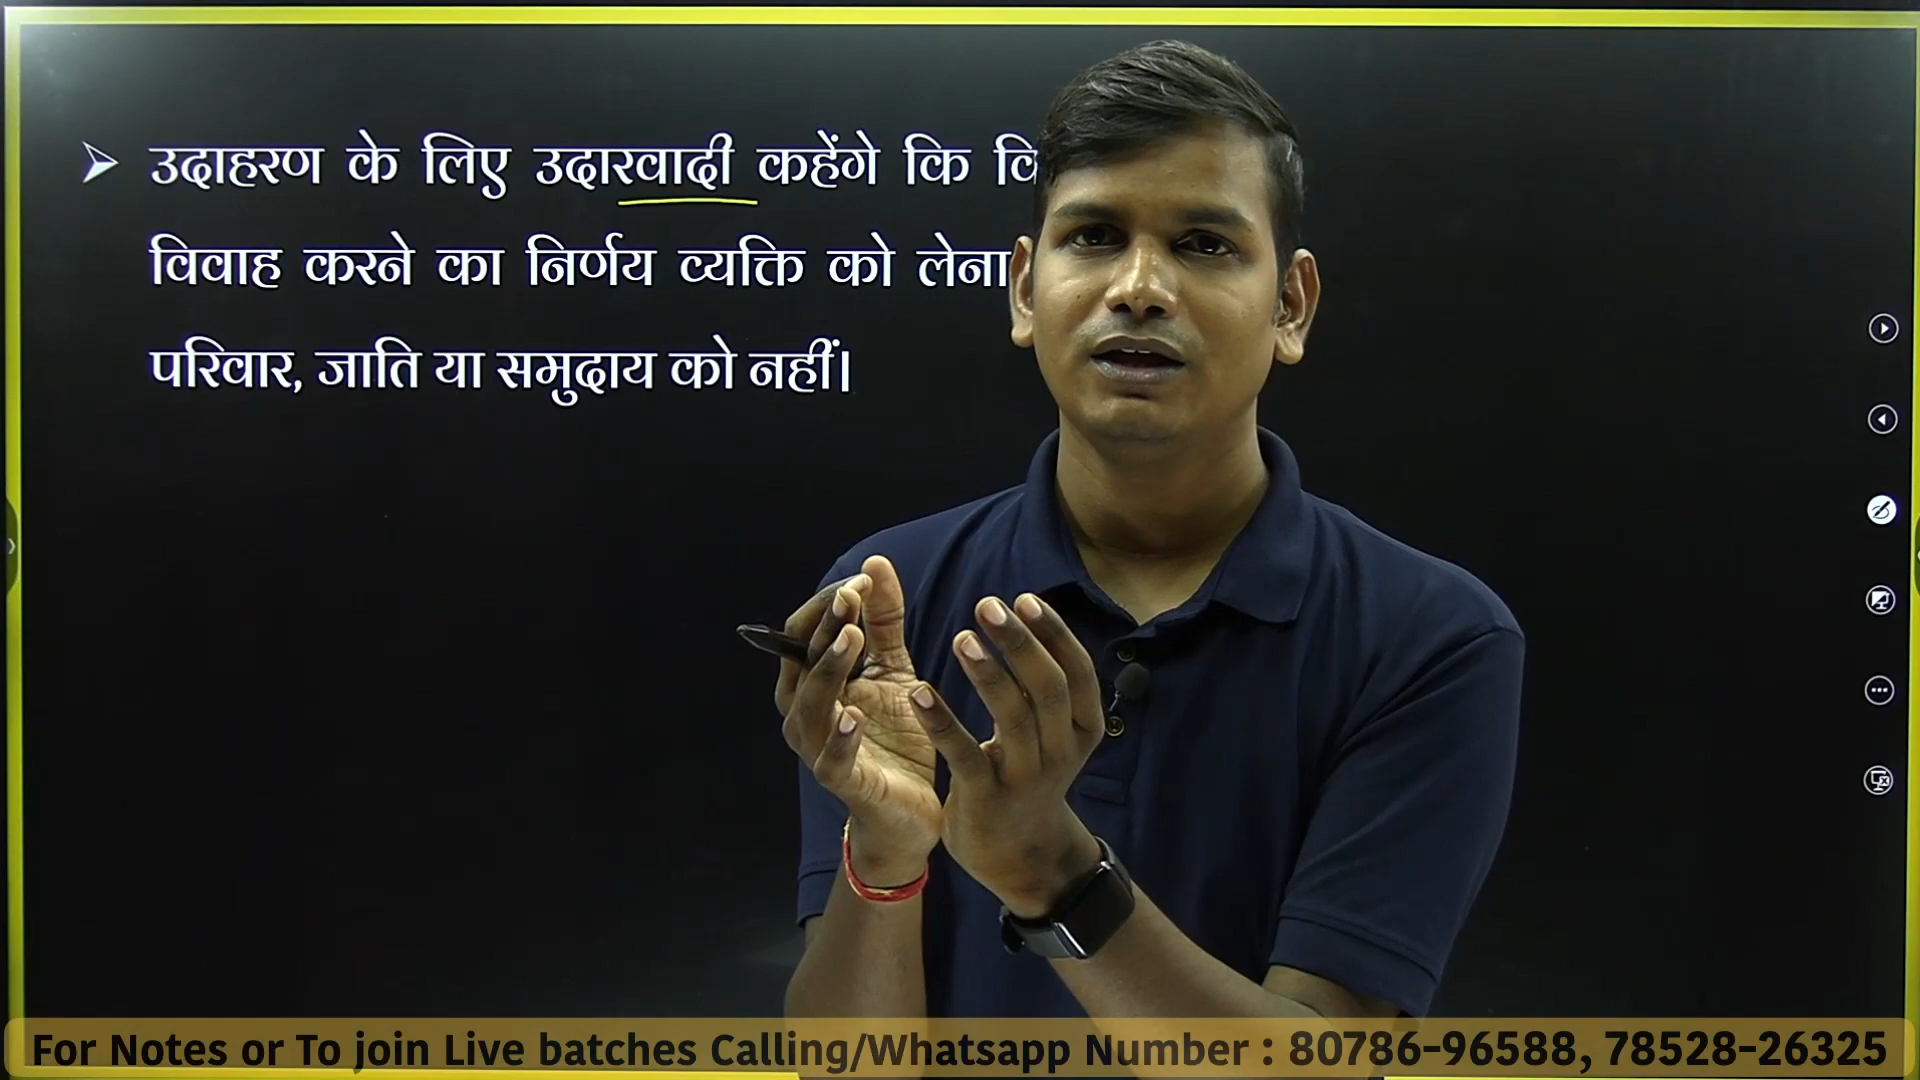 उदाहरण के लिए उदारवादी कहेंगे कि
विवाह करने का निर्णय व्यक्ति को लेना
परिवार, जाति या समुदाय को नहीं।
For Notes or To join Live batches Calling/Whatsapp Number : 80786-96588, 78528-26325